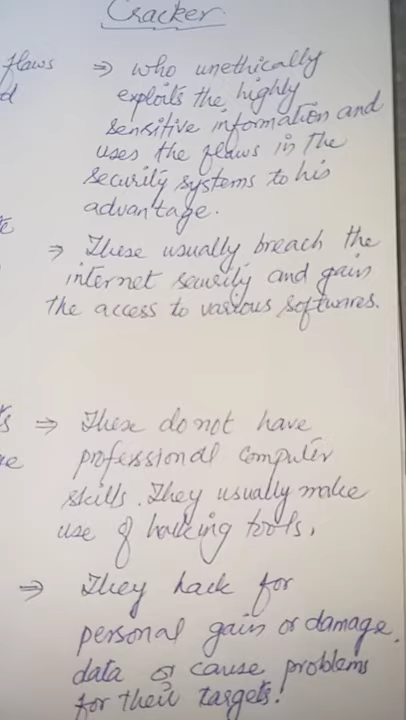 Cracker.
flaws ⇒ who unethically
d exploits the highly
sensitive information and
uses the flaws in the
security systems to his
advantage.
te
⇒ These usually breach the
internet security and gain
the access to various softwares.
ts ⇒ These do not have
re professional computer
skills. They usually make
use of hacking tools.
⇒ They hack for
personal gain or damage
data or cause problems
for their targets.